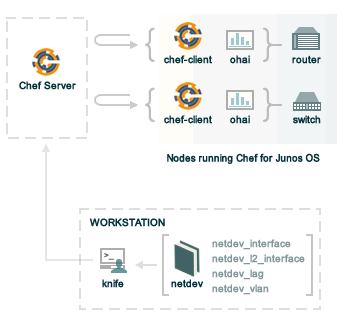 chef-client ohai router
Chef Server
chef-client ohai switch
Nodes running Chef for Junos OS
WORKSTATION
netdev_interface
netdev_l2_interface
netdev_lag
netdev_vlan
knife netdev